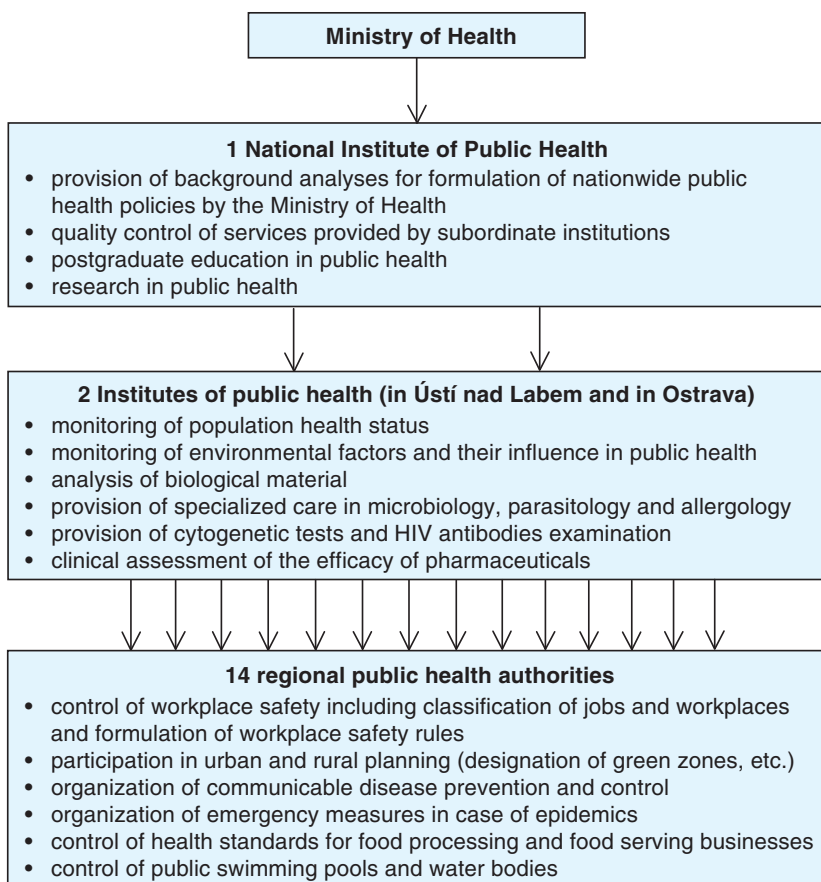 Ministry of Health
1 National Institute of Public Health
• provision of background analyses for formulation of nationwide public
health policies by the Ministry of Health
• quality control of services provided by subordinate institutions
• postgraduate education in public health
• research in public health
2 Institutes of public health (in Ústí nad Labem and in Ostrava)
• monitoring of population health status
• monitoring of environmental factors and their influence in public health
• analysis of biological material
• provision of specialized care in microbiology, parasitology and allergology
• provision of cytogenetic tests and HIV antibodies examination
• clinical assessment of the efficacy of pharmaceuticals
14 regional public health authorities
• control of workplace safety including classification of jobs and workplaces
and formulation of workplace safety rules
• participation in urban and rural planning (designation of green zones, etc.)
• organization of communicable disease prevention and control
• organization of emergency measures in case of epidemics
• control of health standards for food processing and food serving businesses
• control of public swimming pools and water bodies